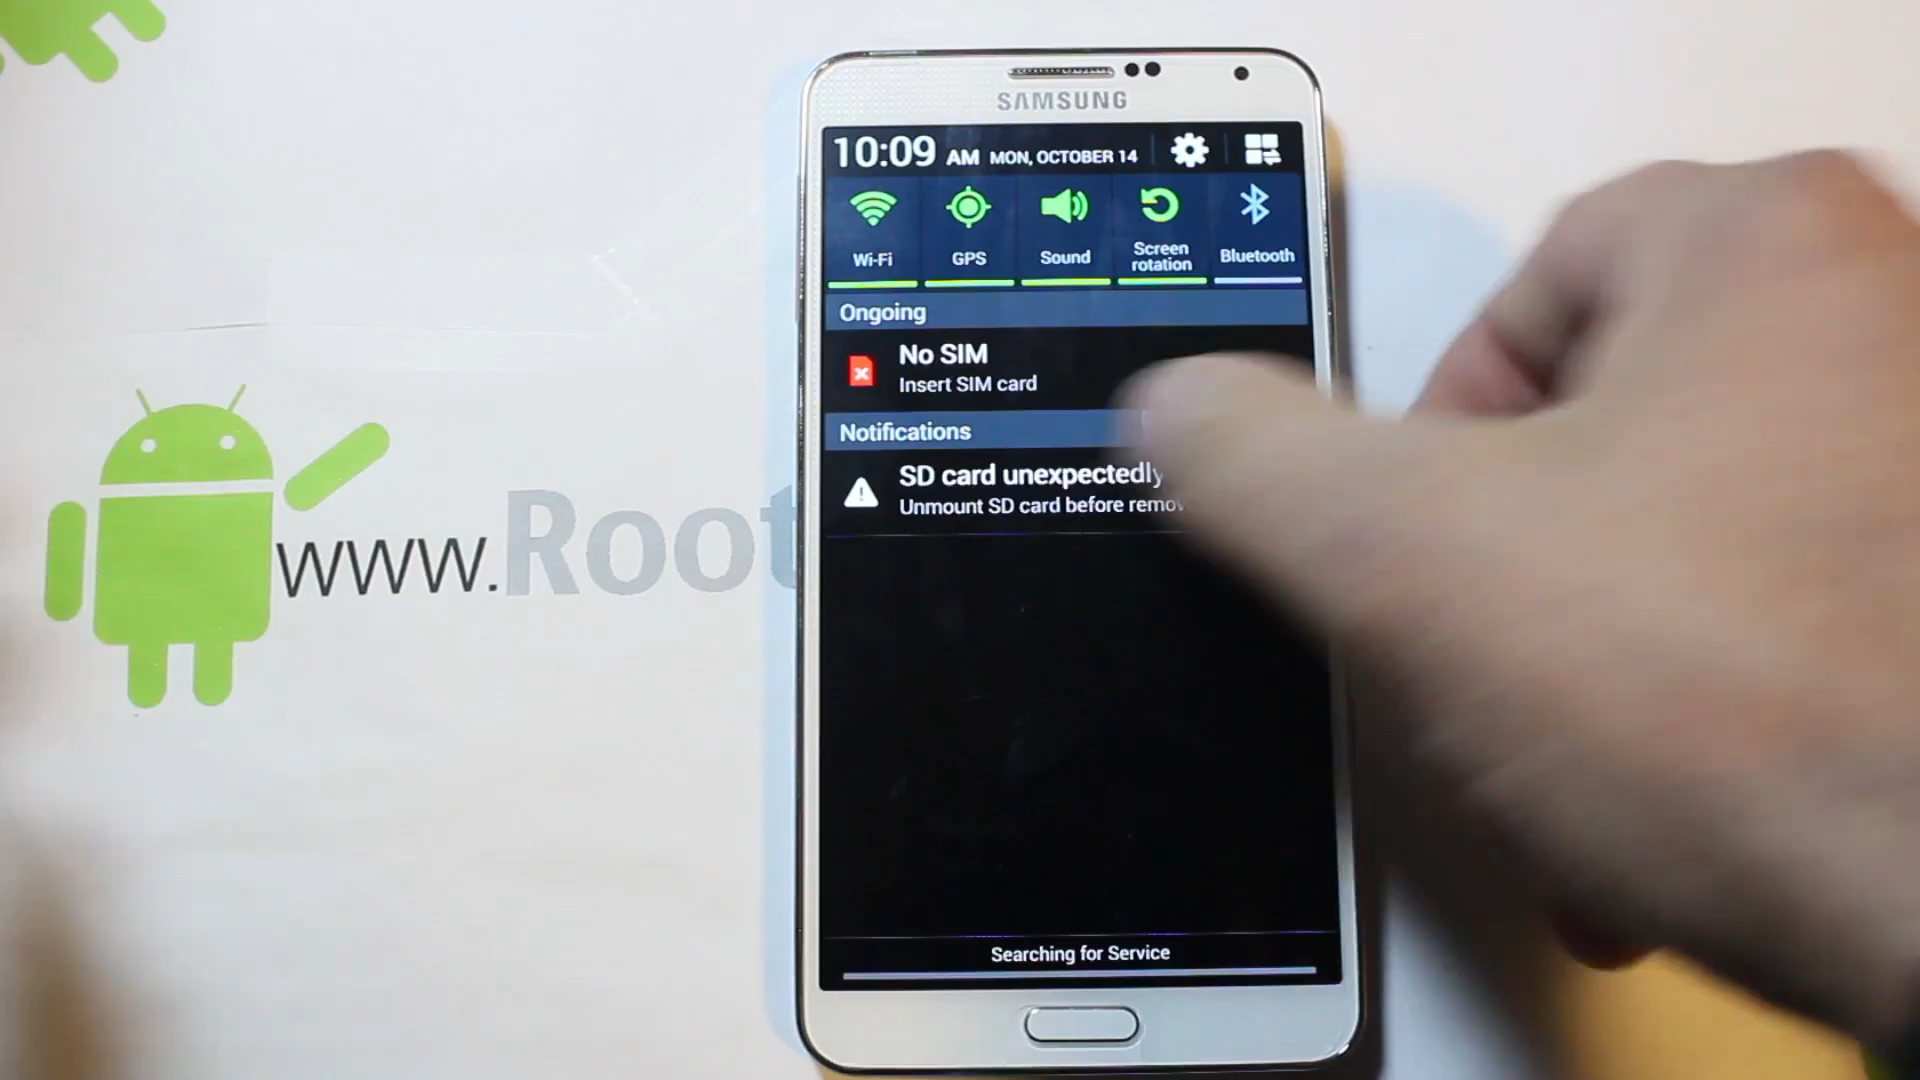 SAMSUNG
10:09 AM MON, OCTOBER 14
Wi-Fi
GPS
Sound
Screen
rotation
Bluetooth
Ongoing
No SIM
Insert SIM card
Notifications
SD card unexpectedly
Unmount SD card before
www.Root
Searching for Service